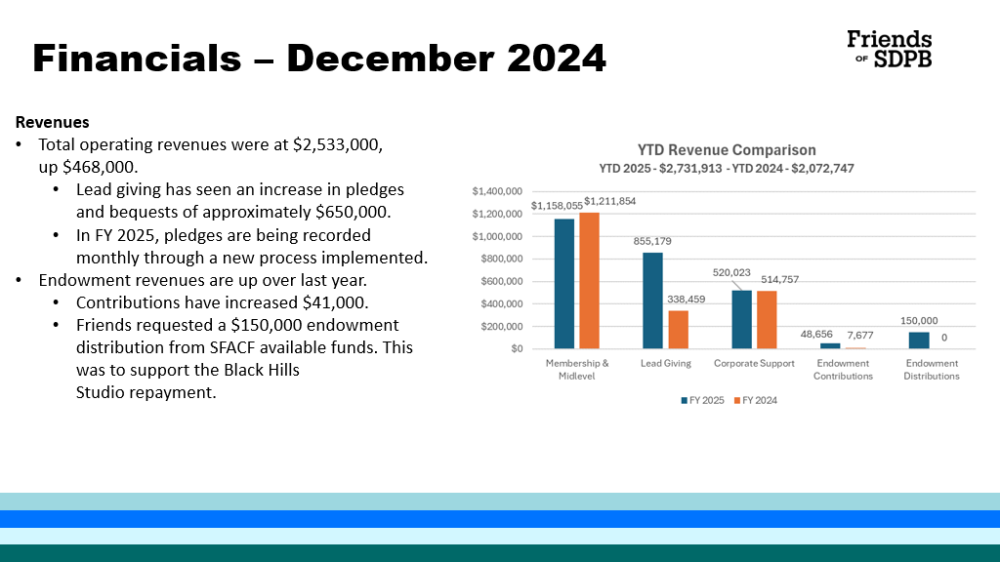 Financials – December 2024
Friends
OF SDPB
Revenues
• Total operating revenues were at $2,533,000,
up $468,000.
• Lead giving has seen an increase in pledges
and bequests of approximately $650,000.
• In FY 2025, pledges are being recorded
monthly through a new process implemented.
• Endowment revenues are up over last year.
• Contributions have increased $41,000.
• Friends requested a $150,000 endowment
distribution from SFACF available funds. This
was to support the Black Hills
Studio repayment.
YTD Revenue Comparison
YTD 2025 - $2,731,913 - YTD 2024 - $2,072,747
$1,400,000
$1,200,000
$1,000,000
$800,000
$600,000
$400,000
$200,000
$0
$1,158,055 $1,211,854
855,179
338,459
520,023
514,757
48,656
7,677
150,000
0
Membership &
Midlevel
Lead Giving
Corporate Support
Endowment
Contributions
Endowment
Distributions
FY 2025 FY 2024